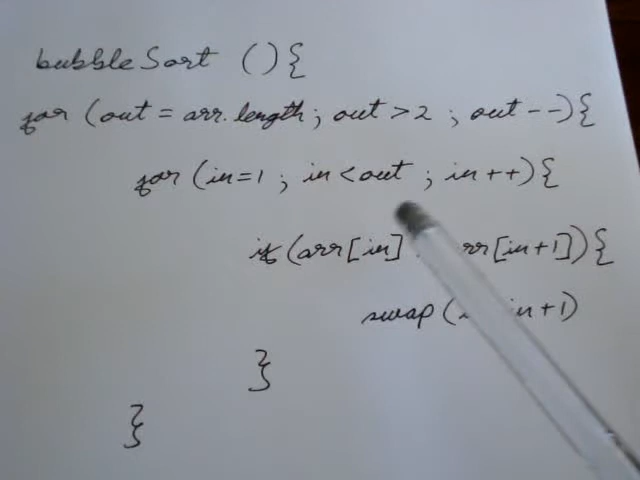 bubbleSort (){
for (out = arr.length; out>2 ; out--){
for (in=1 ; in<out ; in++){
if (arr[in] rr[in+1]){
swap ( in+1)
}
}